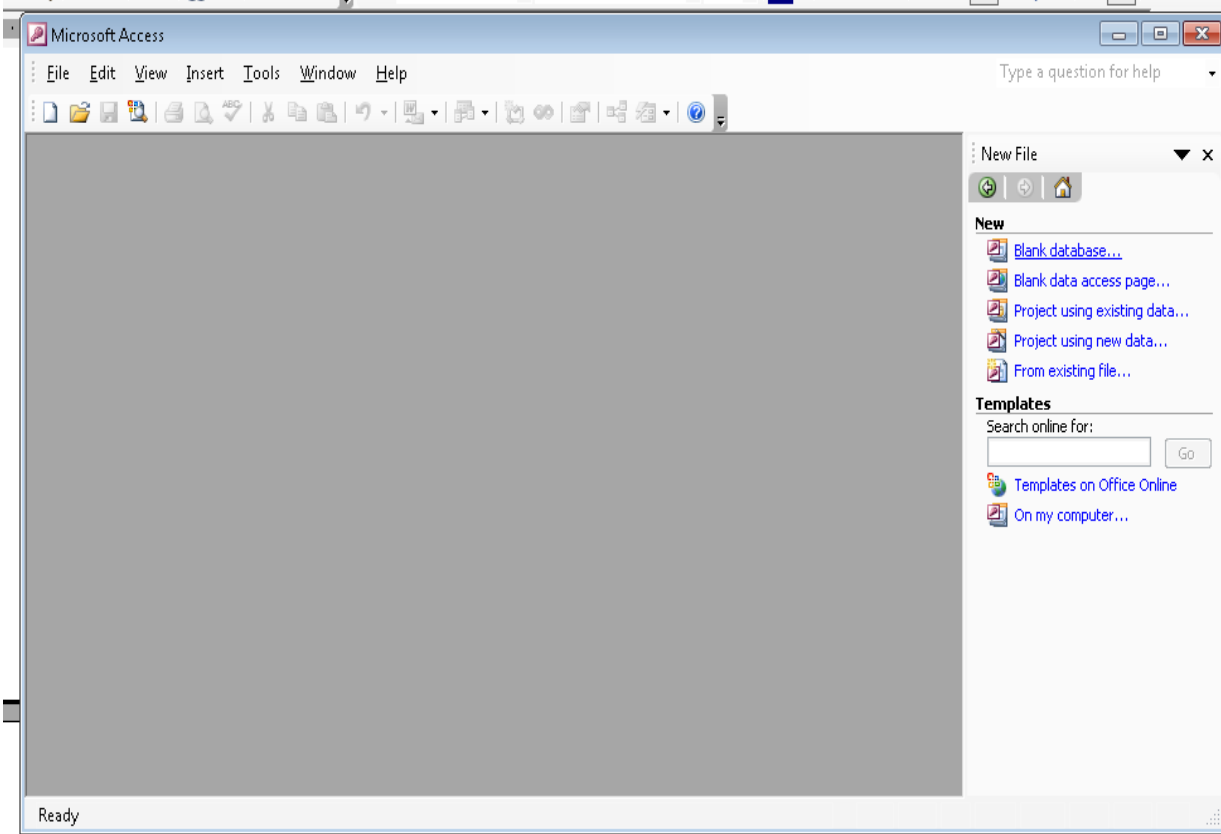 Microsoft Access
File Edit View Insert Tools Window Help
Type a question for help
New File
New
Blank database...
Blank data access page...
Project using existing data...
Project using new data...
From existing file...
Templates
Search online for:
Go
Templates on Office Online
On my computer...
Ready